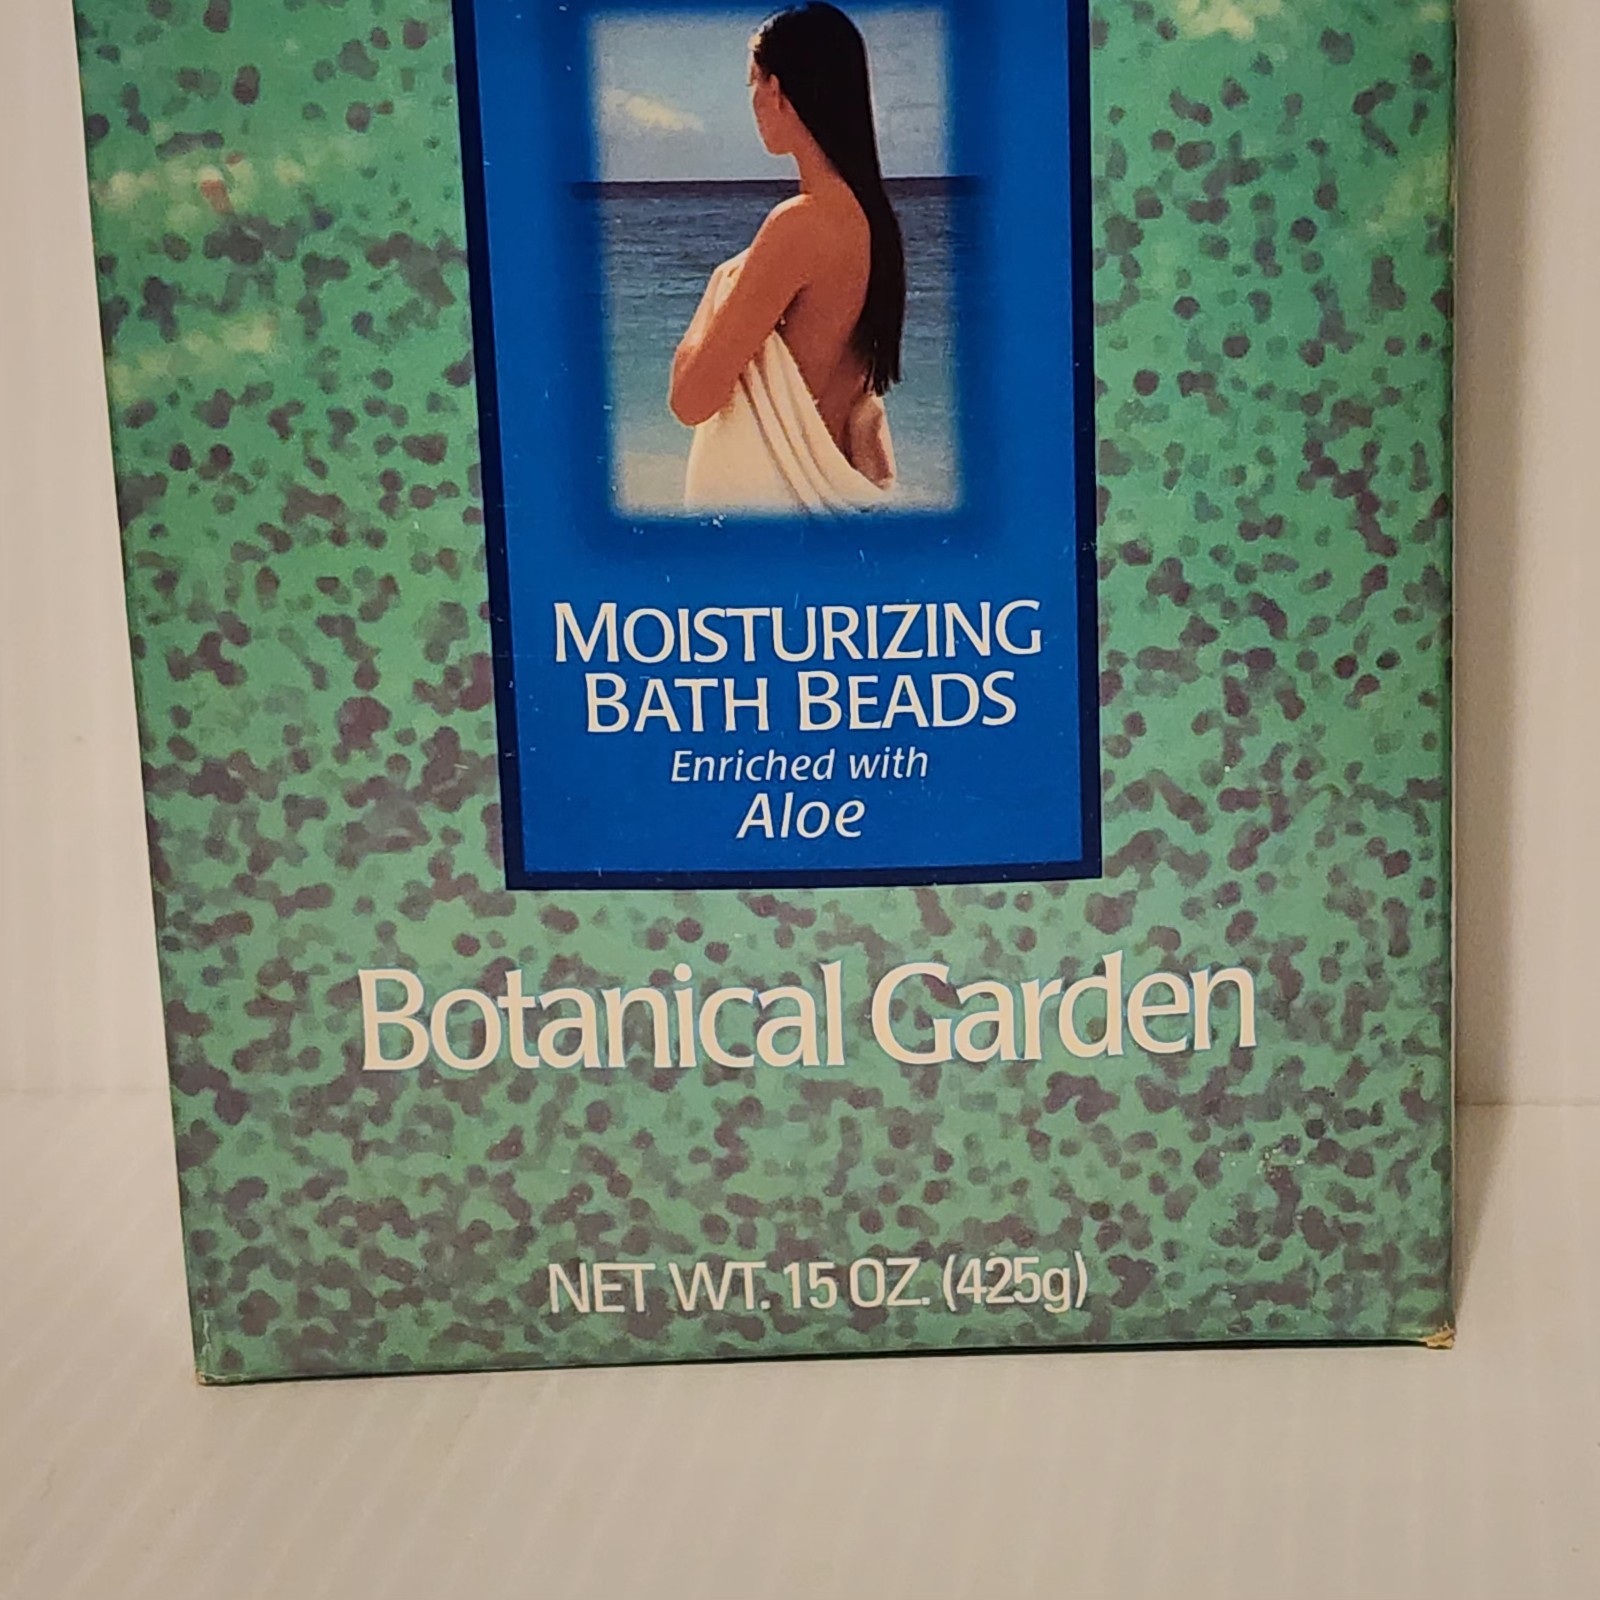 MOISTURIZING
BATH BEADS
Enriched with
Aloe
Botanical Garden
NET WT. 15 OZ. (425g)